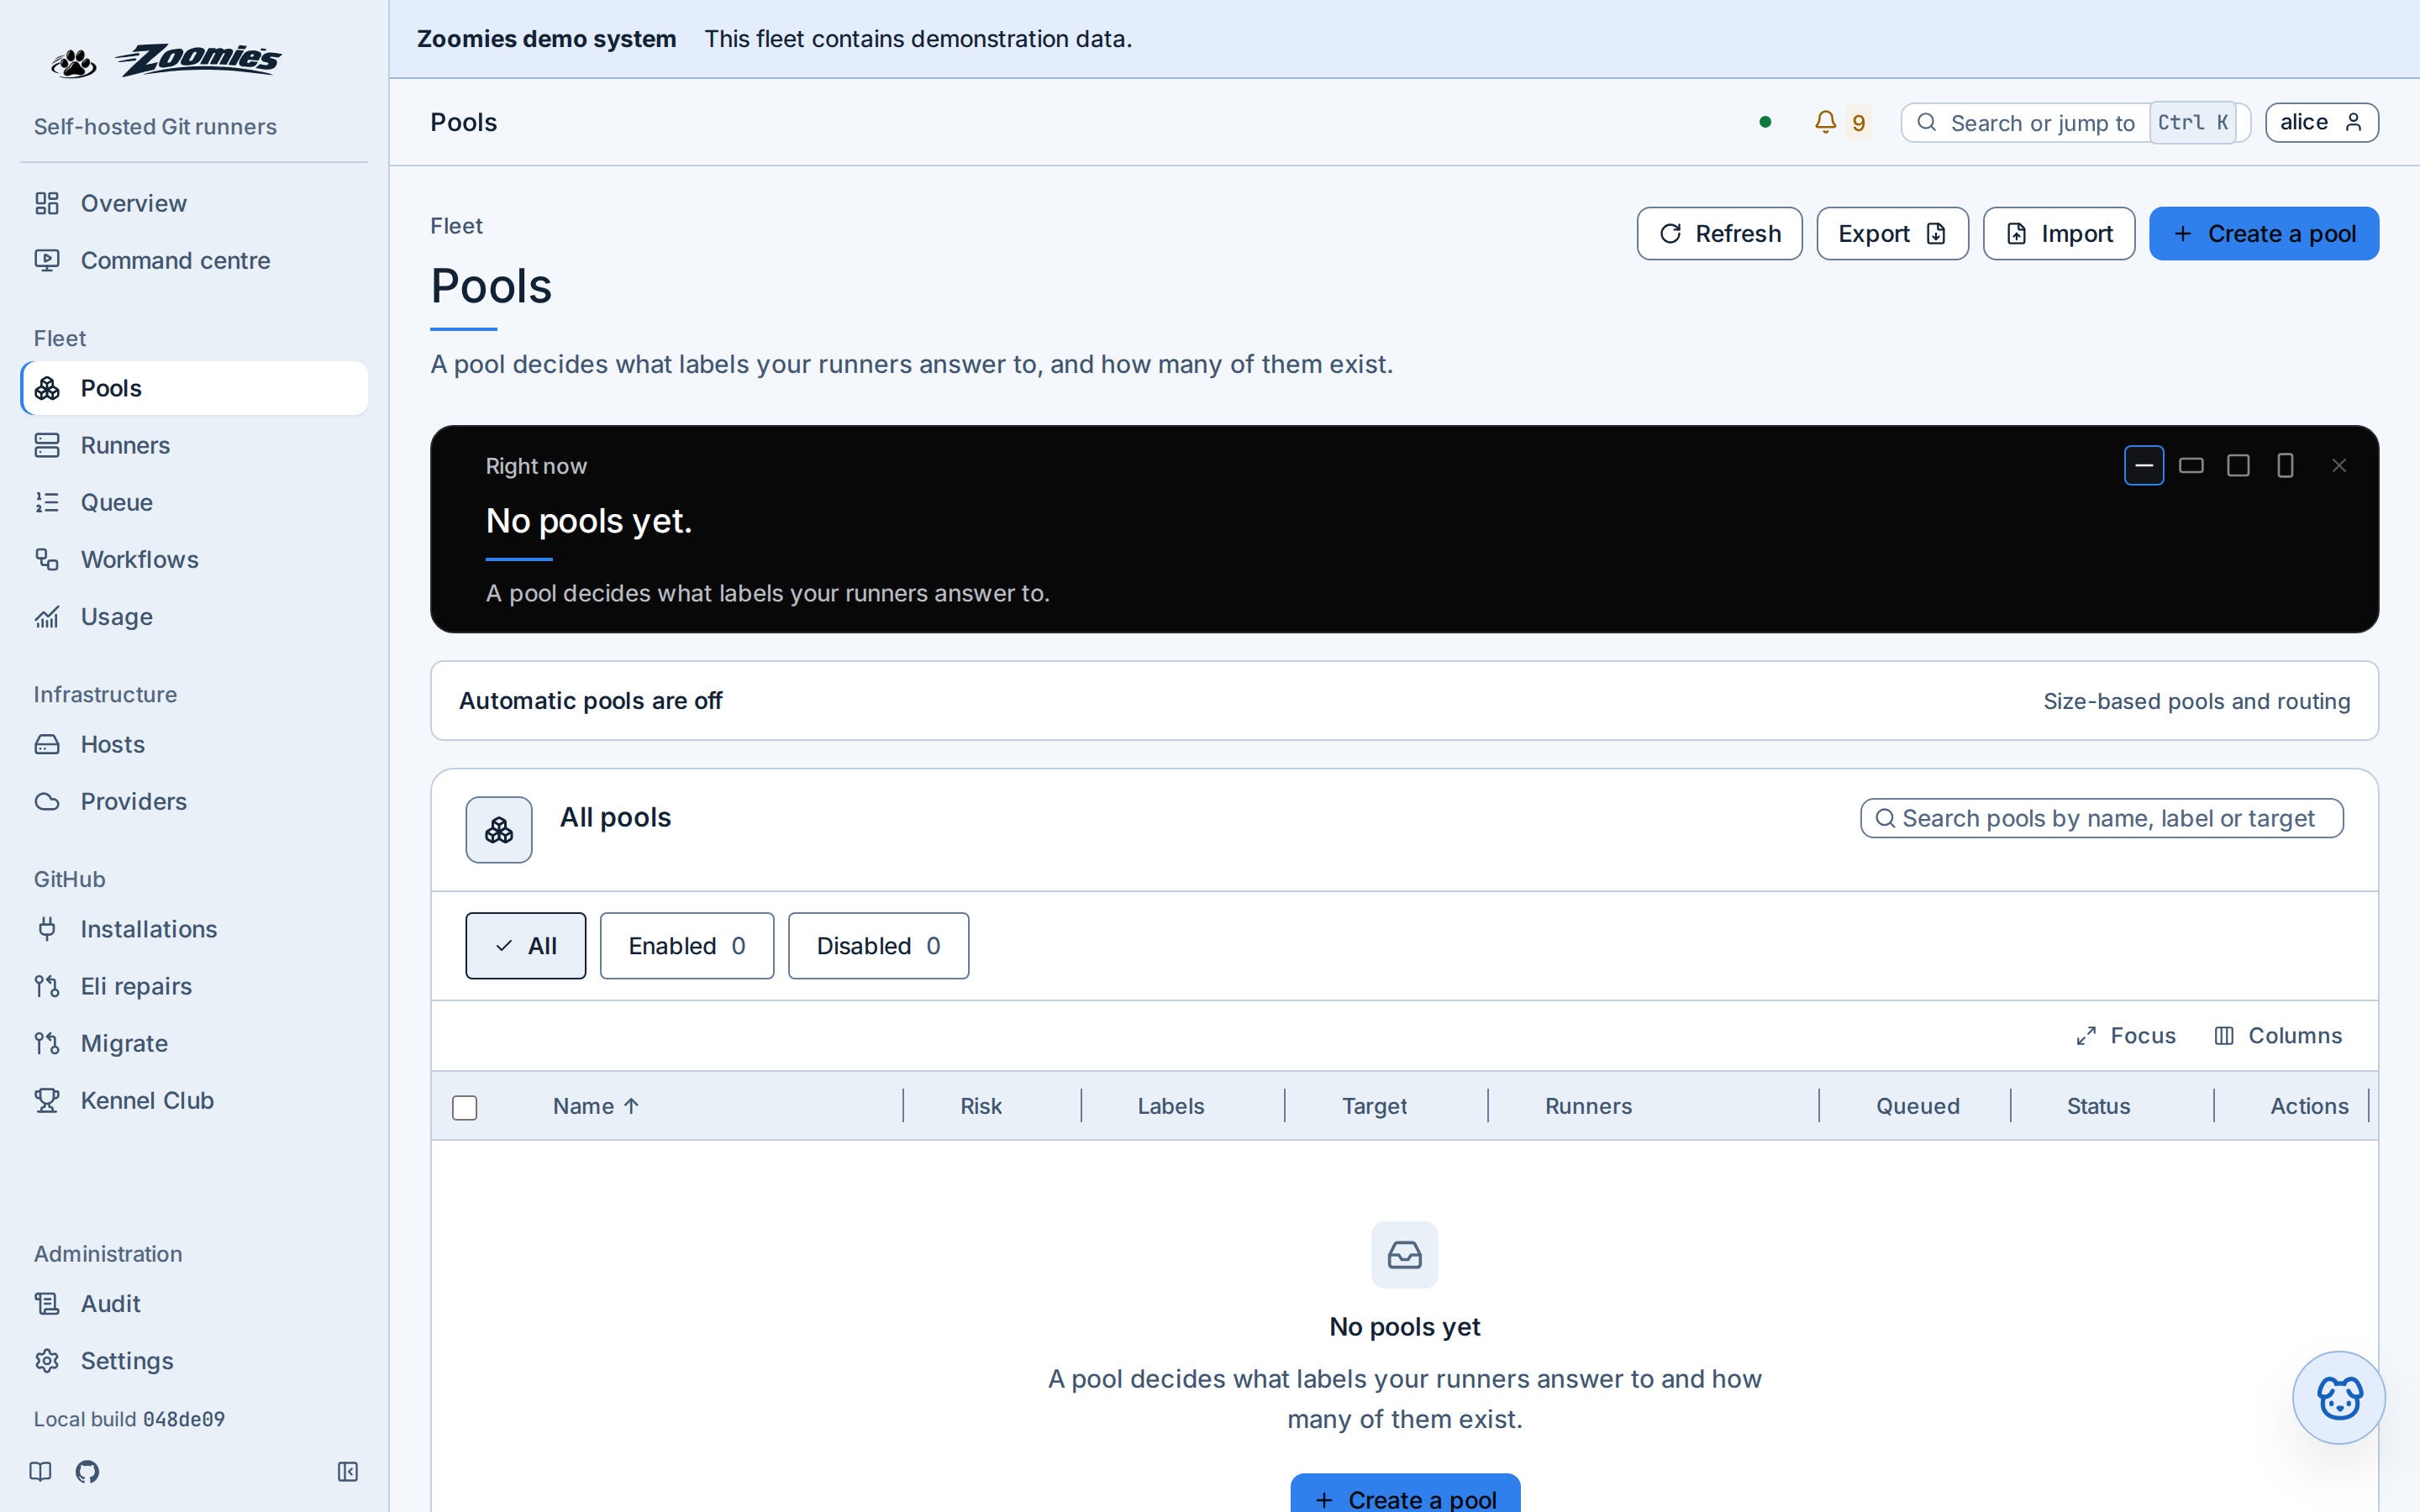 Zoomies
Self-hosted Git runners
Overview
Command centre
Fleet
Pools
Runners
Queue
Workflows
Usage
Infrastructure
Hosts
Providers
GitHub
Installations
Eli repairs
Migrate
Kennel Club
Administration
Audit
Settings
Local build 048de09
Zoomies demo system This fleet contains demonstration data.
Pools
9
Search or jump to Ctrl K
alice
Fleet
Refresh
Export
Import
Create a pool
Pools
A pool decides what labels your runners answer to, and how many of them exist.
Right now
No pools yet.
A pool decides what labels your runners answer to.
Automatic pools are off
Size-based pools and routing
All pools
Search pools by name, label or target
All
Enabled 0
Disabled 0
Focus
Columns
Name Risk Labels Target Runners Queued Status Actions
No pools yet
A pool decides what labels your runners answer to and how
many of them exist.
Create a pool